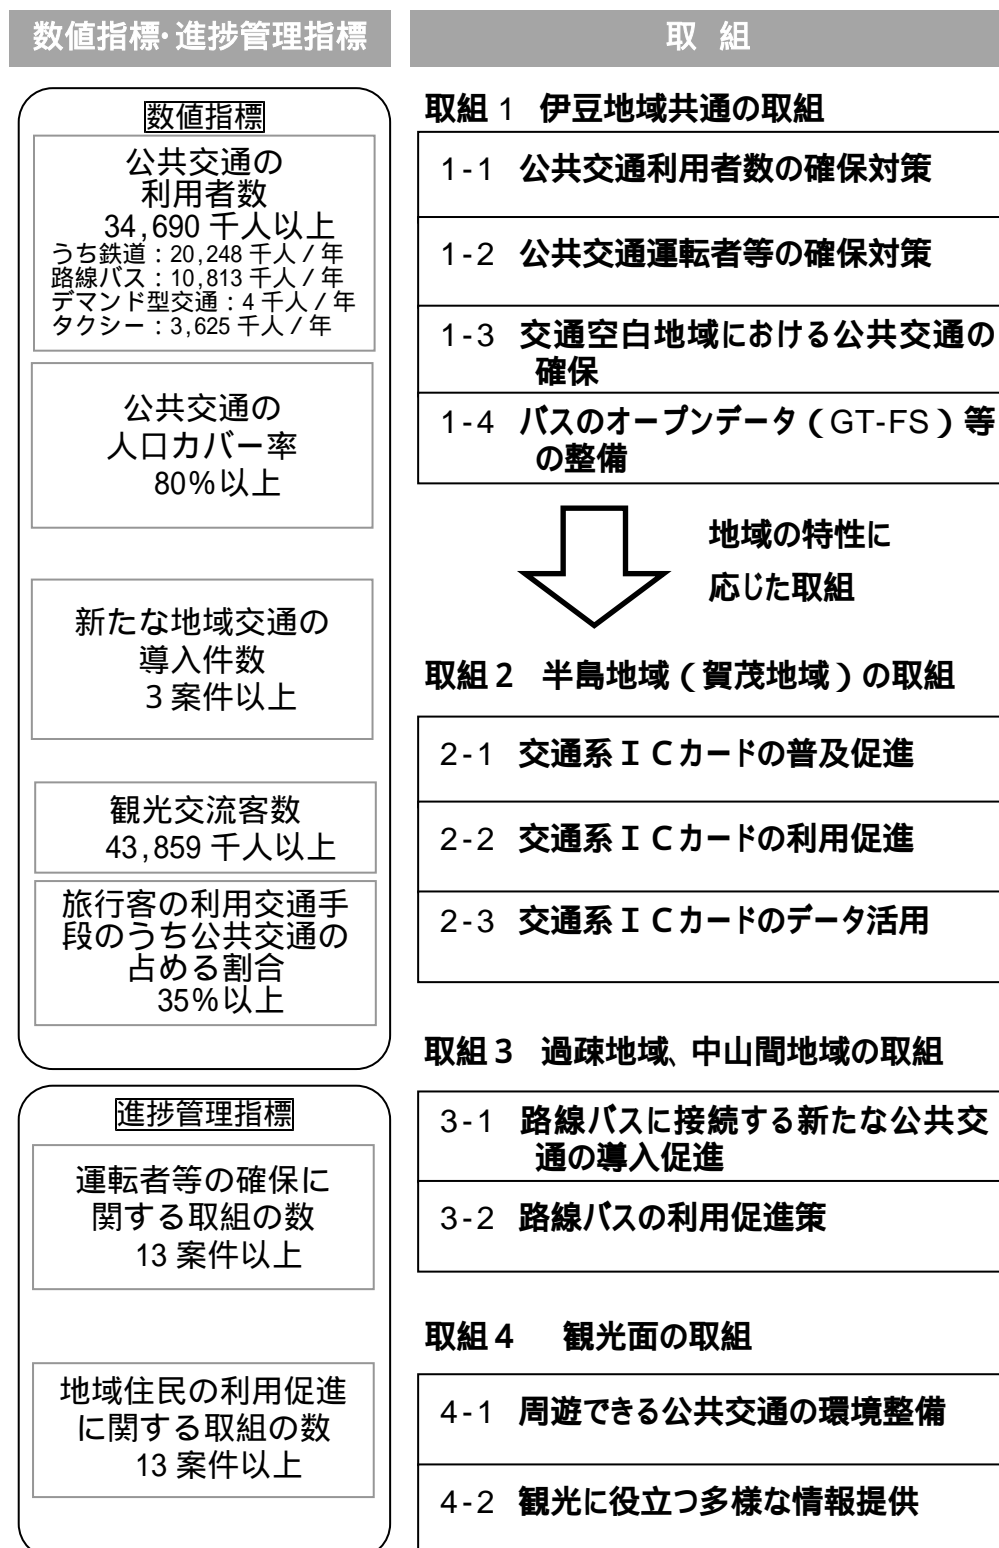 数値指標・進捗管理指標
数値指標
公共交通の
利用者数
34,690 千人以上
うち鉄道：20,248 千人／年
路線バス：10,813 千人／年
デマンド型交通：4 千人／年
タクシー：3,625 千人／年
公共交通の
人口カバー率
80％以上
新たな地域交通の
導入件数
３案件以上
観光交流客数
43,859 千人以上
旅行客の利用交通手
段のうち公共交通の
占める割合
35％以上
進捗管理指標
運転者等の確保に
関する取組の数
13 案件以上
地域住民の利用促進
に関する取組の数
13 案件以上
取 組
取組 1 伊豆地域共通の取組
1-1 公共交通利用者数の確保対策
1-2 公共交通運転者等の確保対策
1-3 交通空白地域における公共交通の
確保
1-4 バスのオープンデータ（GT-FS）等
の整備
地域の特性に
応じた取組
取組２ 半島地域（賀茂地域）の取組
2-1 交通系ＩＣカードの普及促進
2-2 交通系ＩＣカードの利用促進
2-3 交通系ＩＣカードのデータ活用
取組３ 過疎地域、中山間地域の取組
3-1 路線バスに接続する新たな公共交
通の導入促進
3-2 路線バスの利用促進策
取組４ 観光面の取組
4-1 周遊できる公共交通の環境整備
4-2 観光に役立つ多様な情報提供